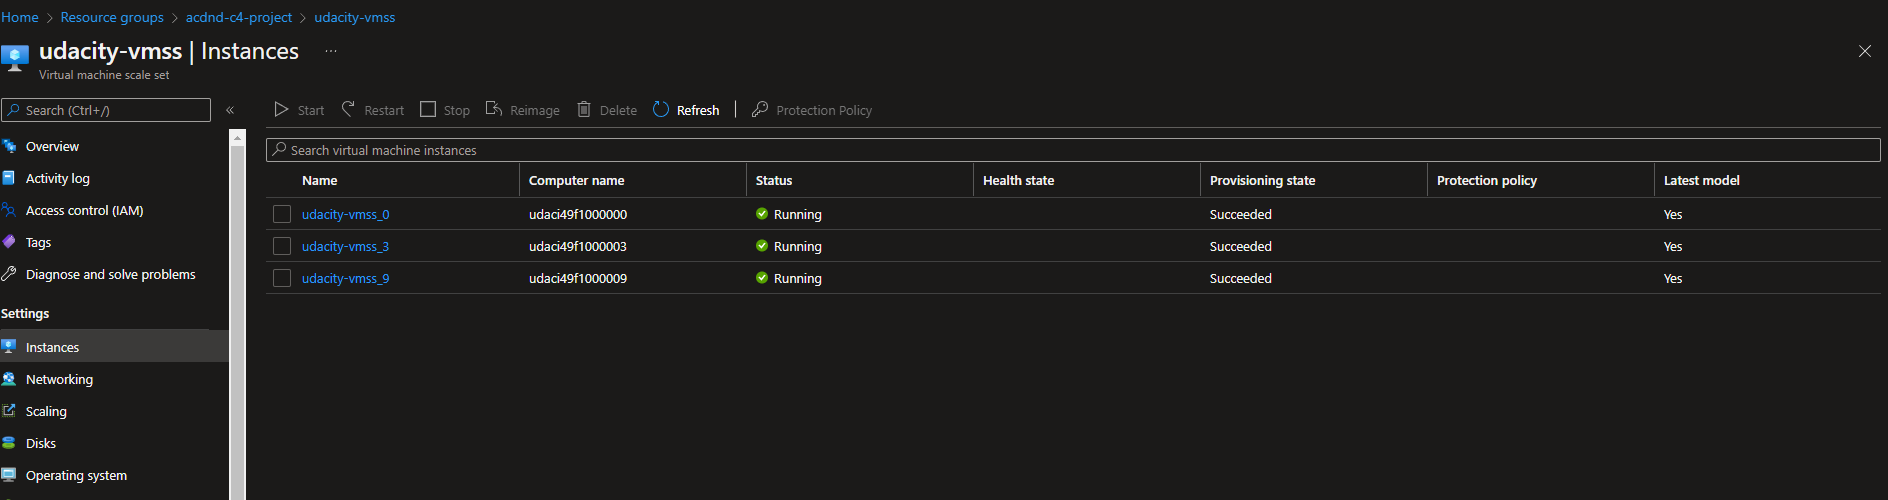 Home > Resource groups > acdnd-c4-project > udacity-vmss
udacity-vmss | Instances ...
Virtual machine scale set
Search (Ctrl+/) «
Start Restart Stop Reimage Delete Refresh | Protection Policy
Search virtual machine instances
Overview
Activity log
Access control (IAM)
Tags
Diagnose and solve problems
Settings
Instances
Networking
Scaling
Disks
Operating system
Name Computer name Status Health state Provisioning state Protection policy Latest model
udacity-vmss_0 udaci49f1000000 Running Succeeded Yes
udacity-vmss_3 udaci49f1000003 Running Succeeded Yes
udacity-vmss_9 udaci49f1000009 Running Succeeded Yes